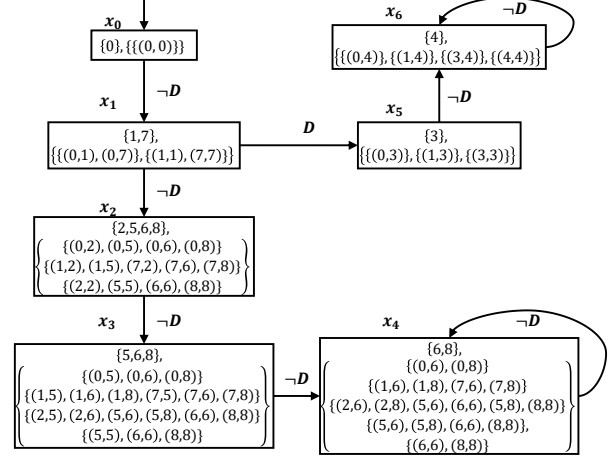 x₀
{0},{{(0,0)}}
¬D
x₁
{1,7},
{{(0,1),(0,7)},{(1,1),(7,7)}}
D
¬D
x₂
{2,5,6,8},
{(0,2),(0,5),(0,6),(0,8)}
{(1,2),(1,5),(7,2),(7,6),(7,8)}
{(2,2),(5,5),(6,6),(8,8)}
x₃
¬D
{5,6,8},
{(0,5),(0,6),(0,8)}
{(1,5),(1,6),(1,8),(7,5),(7,6),(7,8)}
{(2,5),(2,6),(5,6),(5,8),(6,6),(8,8)}
{(5,5),(6,6),(8,8)}
¬D
x₄
¬D
{6,8},
{(0,6),(0,8)}
{(1,6),(1,8),(7,6),(7,8)}
{(2,6),(2,8),(5,6),(6,6),(5,8),(8,8)}
{(5,6),(5,8),(6,6),(8,8)},
{(6,6),(8,8)}
x₅
{3},
{{(0,3)},{(1,3)},{(3,3)}}
¬D
x₆
¬D
{4},
{{(0,4)},{(1,4)},{(3,4)},{(4,4)}}